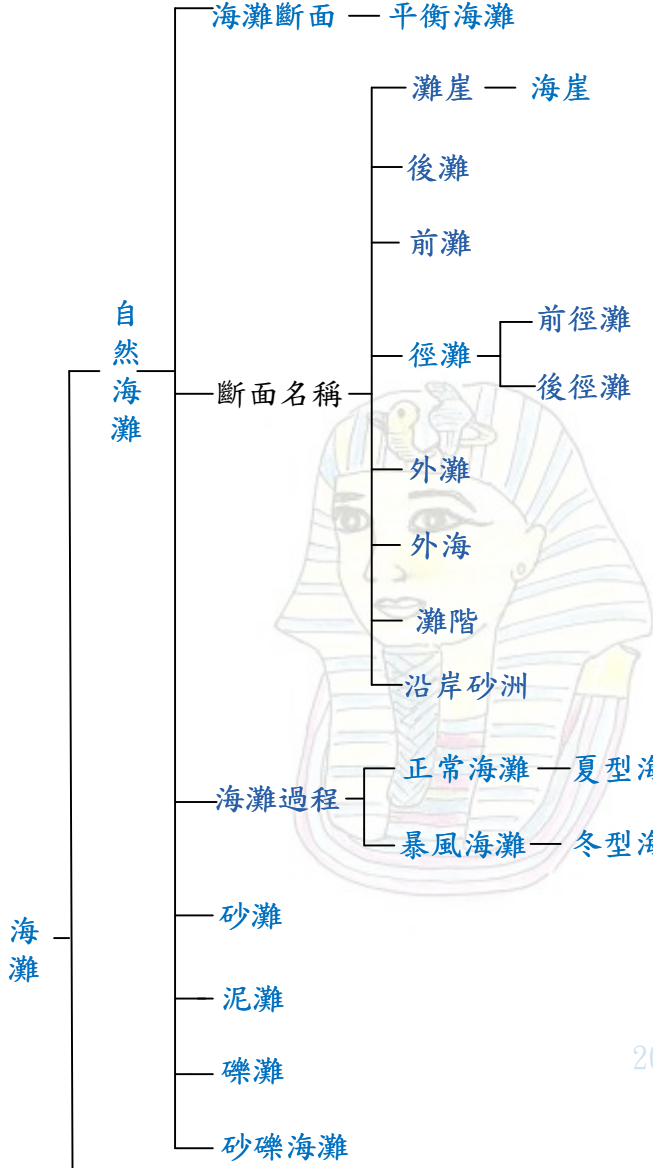 海灘斷面
平衡海灘
灘崖
海崖
後灘
前灘
自然海灘
前徑灘
徑灘
後徑灘
斷面名稱
外灘
外海
灘階
沿岸砂洲
正常海灘
夏型海
海灘過程
暴風海灘
冬型海
砂灘
海灘
泥灘
礫灘
砂礫海灘